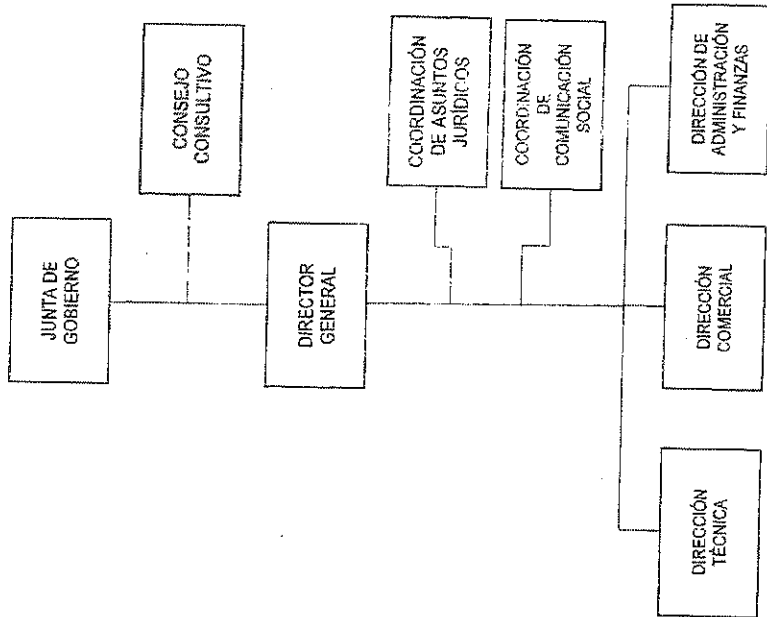 JUNTA DE
GOBIERNO
CONSEJO
CONSULTIVO
DIRECTOR
GENERAL
COORDINACIÓN
DE ASUNTOS
JURÍDICOS
COORDINACIÓN
DE
COMUNICACIÓN
SOCIAL
DIRECCIÓN
TÉCNICA
DIRECCIÓN
COMERCIAL
DIRECCIÓN DE
ADMINISTRACIÓN
Y FINANZAS